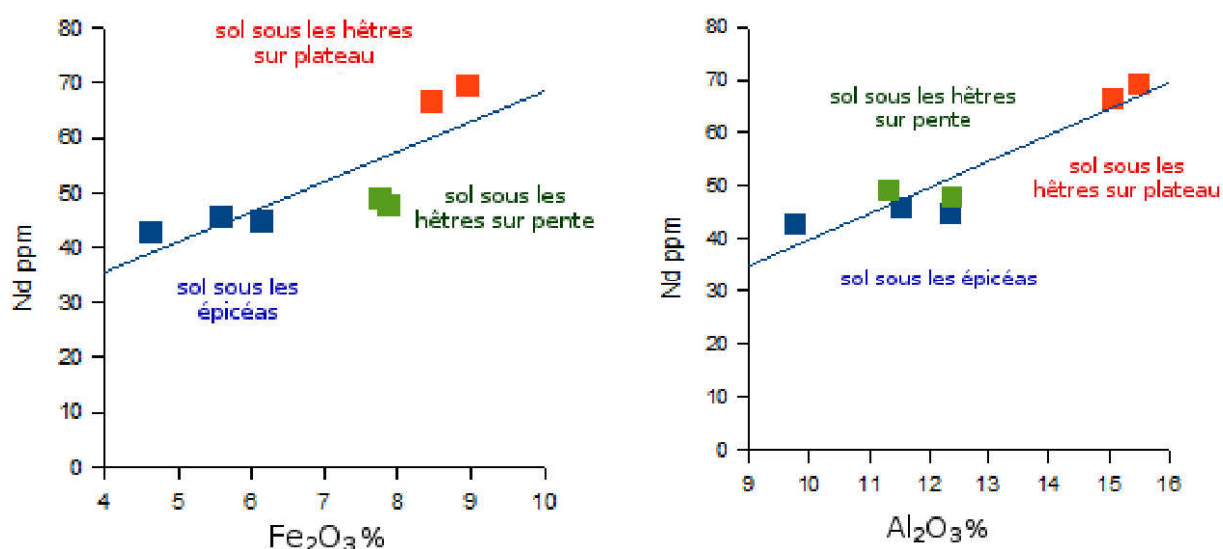 80
70
60
50
40
30
20
10
0
Nd ppm
sol sous les hêtres
sur plateau
sol sous les
hêtres sur pente
sol sous les
épicéas
4 5 6 7 8 9 10
Fe₂O₃%
80
70
60
50
40
30
20
10
0
Nd ppm
sol sous les hêtres
sur pente
sol sous les
hêtres sur plateau
sol sous les épicéas
9 10 11 12 13 14 15 16
Al₂O₃%